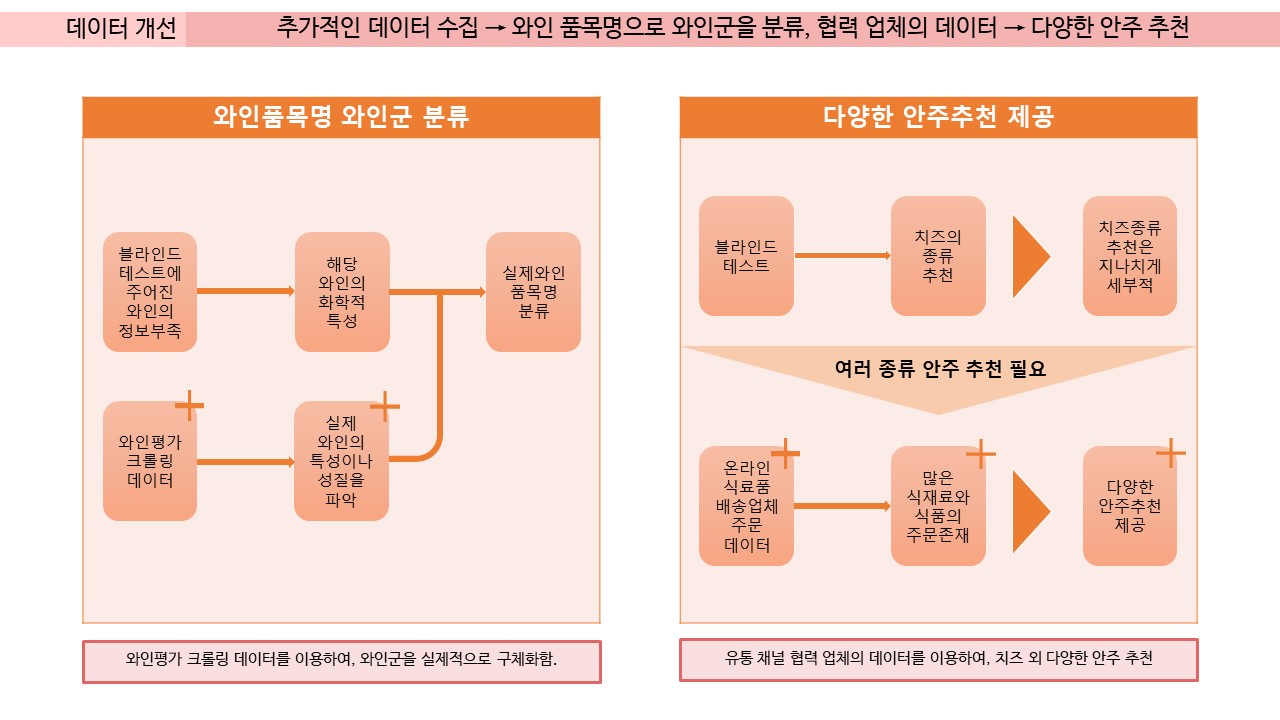 데이터 개선
추가적인 데이터 수집 → 와인 품목명으로 와인군을 분류, 협력 업체의 데이터 → 다양한 안주 추천
와인품목명 와인군 분류
블라인드
테스트에
주어진
와인의
정보부족
해당
와인의
화학적
특성
실제와인
품목명
분류
와인평가
크롤링
데이터
실제
와인의
특성이나
성질을
파악
와인평가 크롤링 데이터를 이용하여, 와인군을 실제적으로 구체화함.
다양한 안주추천 제공
블라인드
테스트
치즈의
종류
추천
치즈종류
추천은
지나치게
세부적
여러 종류 안주 추천 필요
온라인
식료품
배송업체
주문
데이터
많은
식재료와
식품의
주문존재
다양한
안주추천
제공
유통 채널 협력 업체의 데이터를 이용하여, 치즈 외 다양한 안주 추천